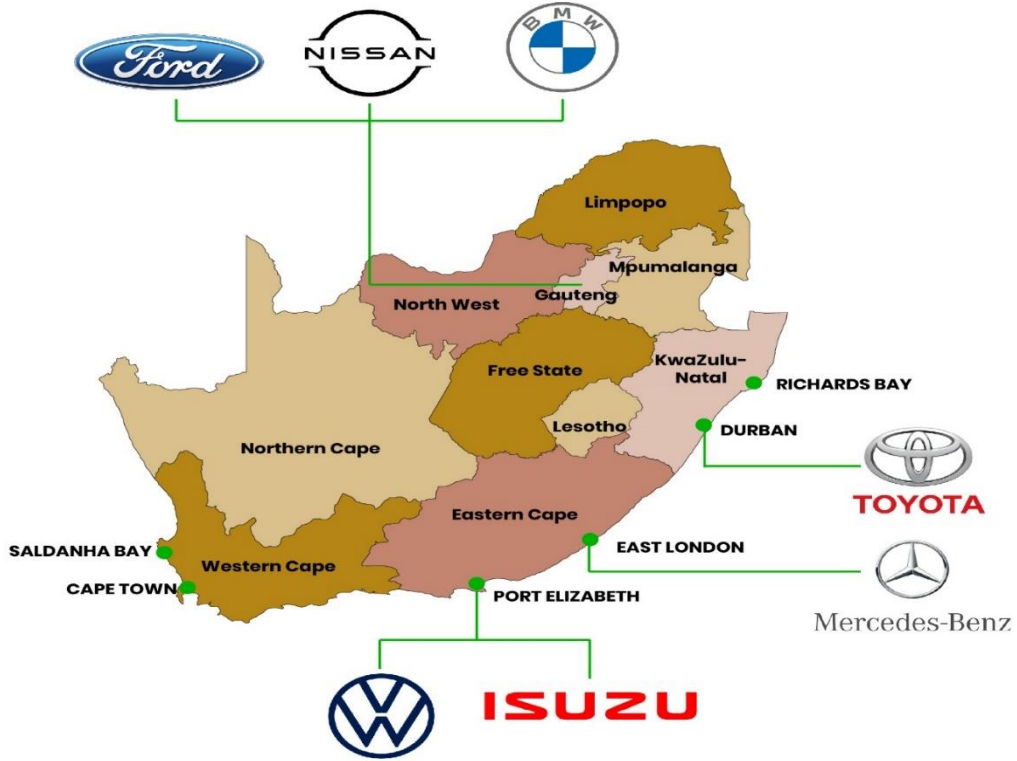 Ford
NISSAN
BMW
Limpopo
Mpumalanga
Gauteng
North West
KwaZulu-
Natal
Free State
RICHARDS BAY
Lesotho
DURBAN
Northern Cape
TOYOTA
Eastern Cape
EAST LONDON
SALDANHA BAY
Western Cape
CAPE TOWN
PORT ELIZABETH
Mercedes-Benz
VW
ISUZU